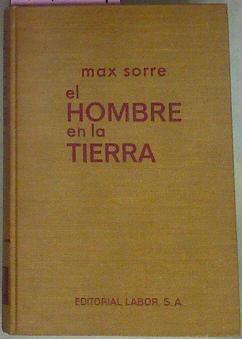 max sorre
el
HOMBRE
en la
TIERRA
EDITORIAL LABOR, S.A.